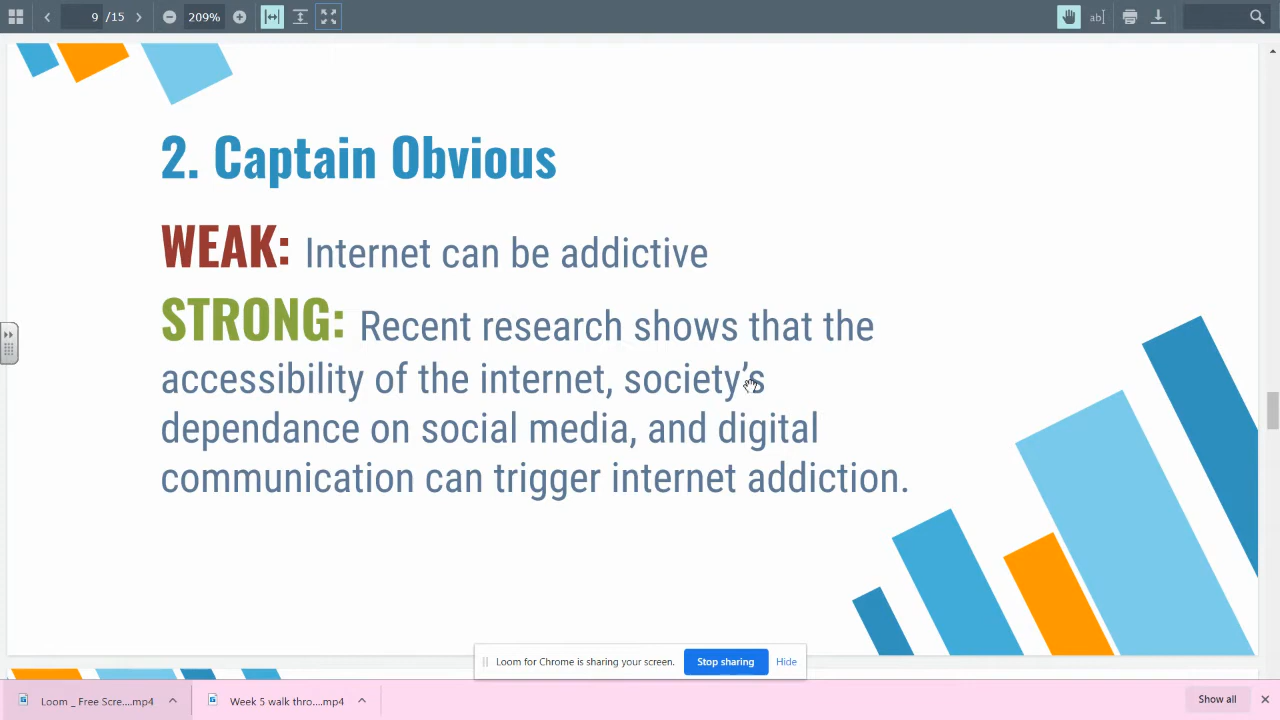 9 /15
209%
ab
2. Captain Obvious
WEAK: Internet can be addictive
STRONG: Recent research shows that the
accessibility of the internet, society's
dependance on social media, and digital
communication can trigger internet addiction.
Loom for Chrome is sharing your screen. Stop sharing Hide
Loom _ Free Scre....mp4 Week 5 walk thro....mp4 Show all